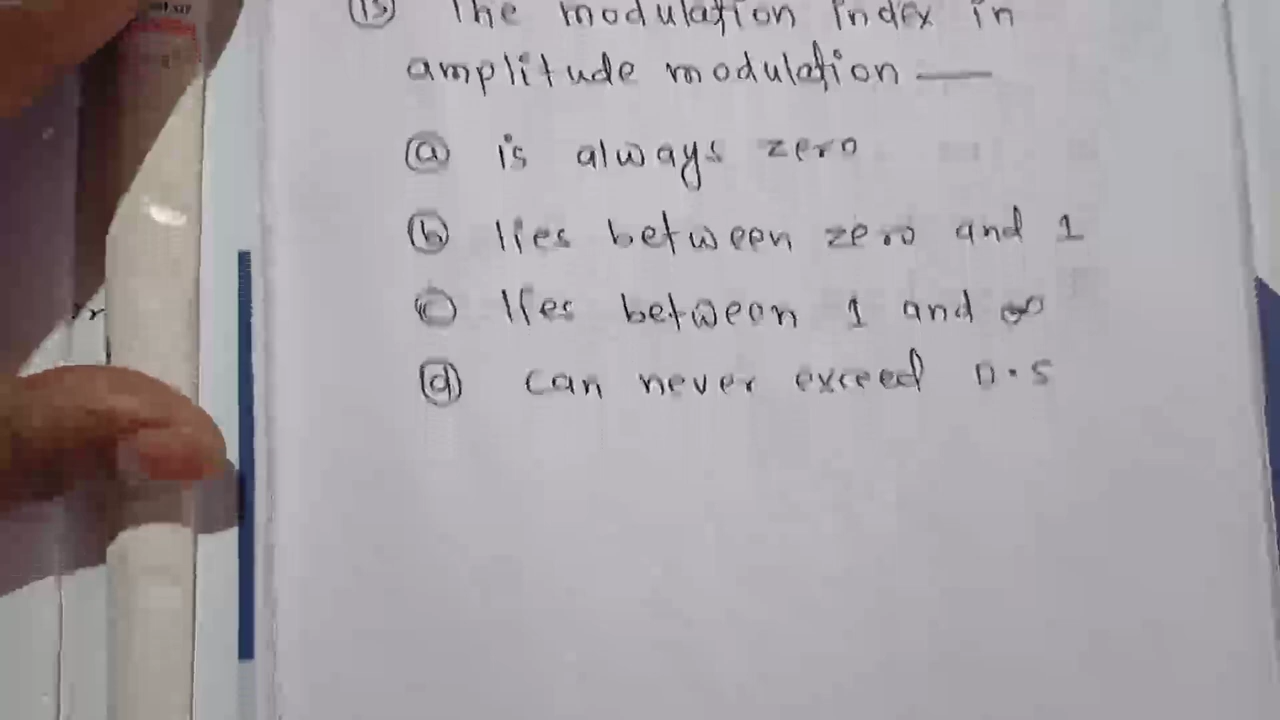 (15) The modulation index in
amplitude modulation —
(a) is always zero
(b) lies between zero and 1
(c) lies between 1 and ∞
(d) can never exceed 0.5